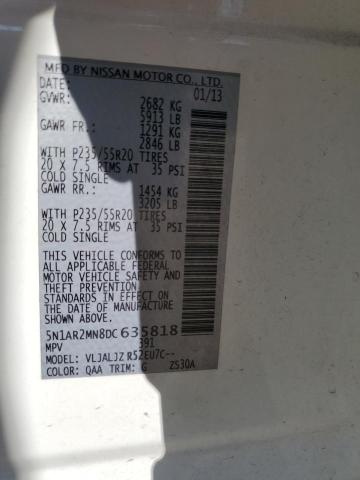 MFD BY NISSAN MOTOR CO., LTD.
DATE: 01/13
GVWR: 2682 KG
5913 LB
GAWR FR.: 1291 KG
2846 LB
WITH P235/55R20 TIRES
20 X 7.5 RIMS AT 35 PSI
COLD SINGLE
GAWR RR.: 1454 KG
3205 LB
WITH P235/55R20 TIRES
20 X 7.5 RIMS AT 35 PSI
COLD SINGLE
THIS VEHICLE CONFORMS TO
ALL APPLICABLE FEDERAL
MOTOR VEHICLE SAFETY AND
THEFT PREVENTION
STANDARDS IN EFFECT ON
THE DATE OF MANUFACTURE
SHOWN ABOVE.
5N1AR2MN8DC 635818
MPV 391
MODEL: VLJALJZ R52EU7C--
COLOR: QAA TRIM: G ZS30A